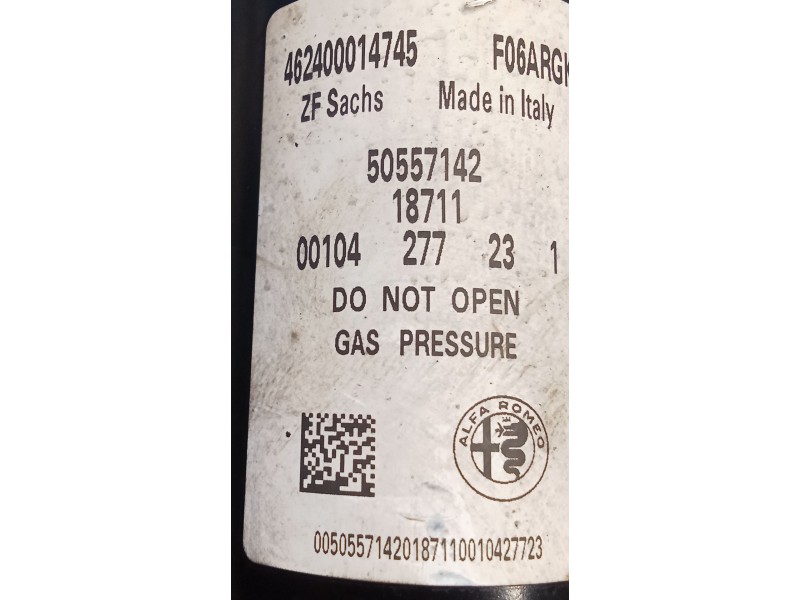 462400014745 F06ARGK
ZF Sachs Made in Italy
50557142
18711
00104 277 23 1
DO NOT OPEN
GAS PRESSURE
ALFA ROMEO
00505571420187110010427723